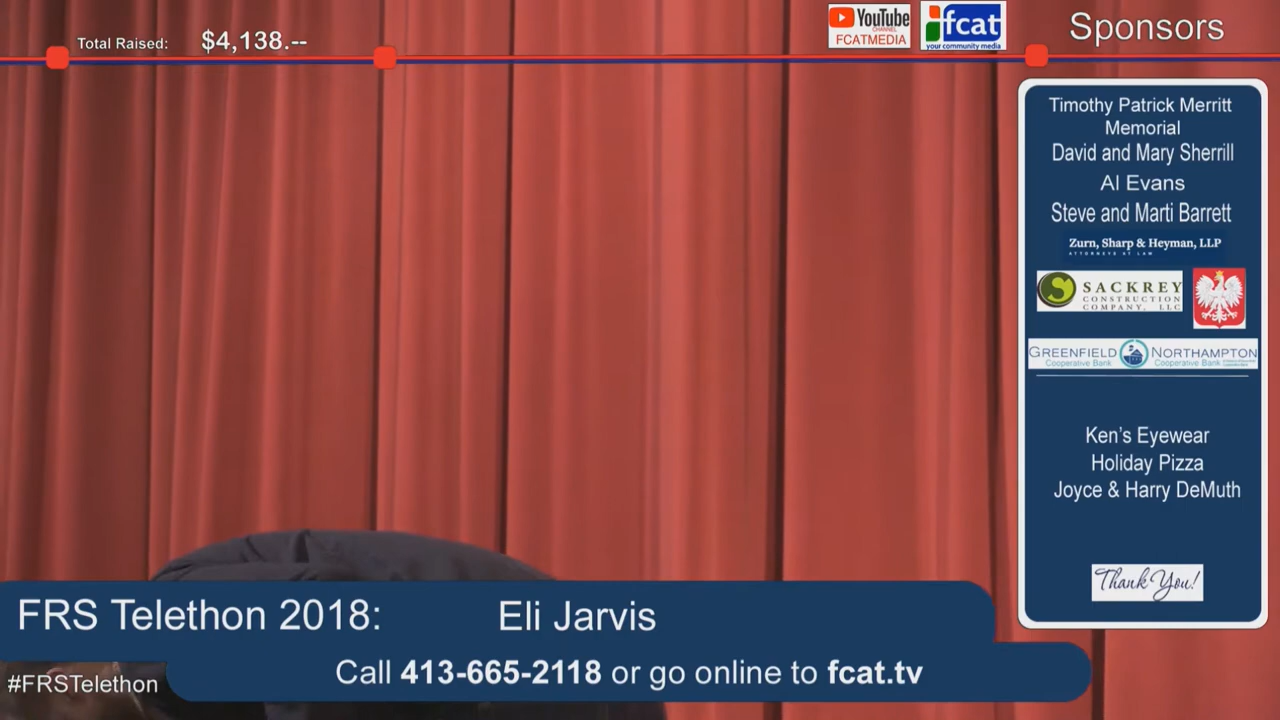 Total Raised: $4,138.--
YouTube
CHANNEL
FCATMEDIA
fcat
your community media
Sponsors
Timothy Patrick Merritt
Memorial
David and Mary Sherrill
Al Evans
Steve and Marti Barrett
Zurn, Sharp & Heyman, LLP
ATTORNEYS AT LAW
SACKREY
CONSTRUCTION
COMPANY, LLC
GREENFIELD NORTHAMPTON
Cooperative Bank Cooperative Bank
Ken's Eyewear
Holiday Pizza
Joyce & Harry DeMuth
Thank You!
FRS Telethon 2018: Eli Jarvis
Call 413-665-2118 or go online to fcat.tv
#FRSTelethon